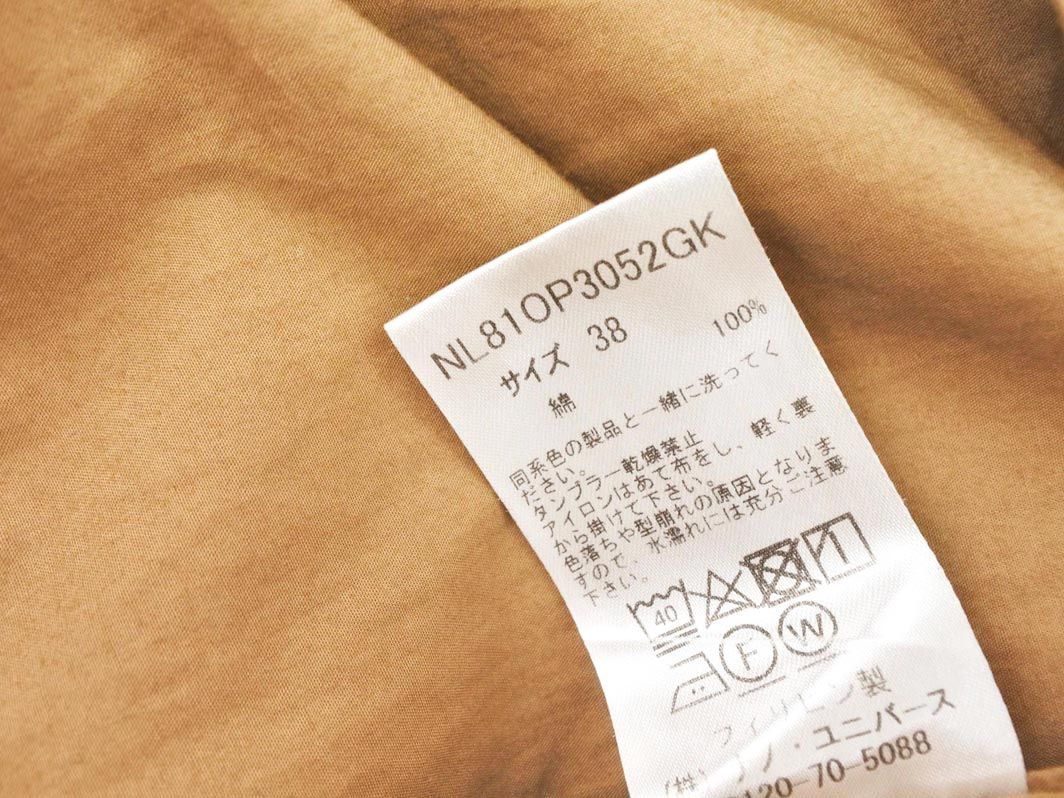 NL81OP3052GK
サイズ 38
綿 100%
同系色の製品と一緒に洗ってく
ださい。
タンブラー乾燥禁止
アイロンはあて布をし、軽く裏
から掛けて下さい。
色落ちや型崩れの原因となりま
すので、水濡れには充分ご注意
下さい。
40
F W
フィリピン製
(株) ・ユニバース
120-70-5088